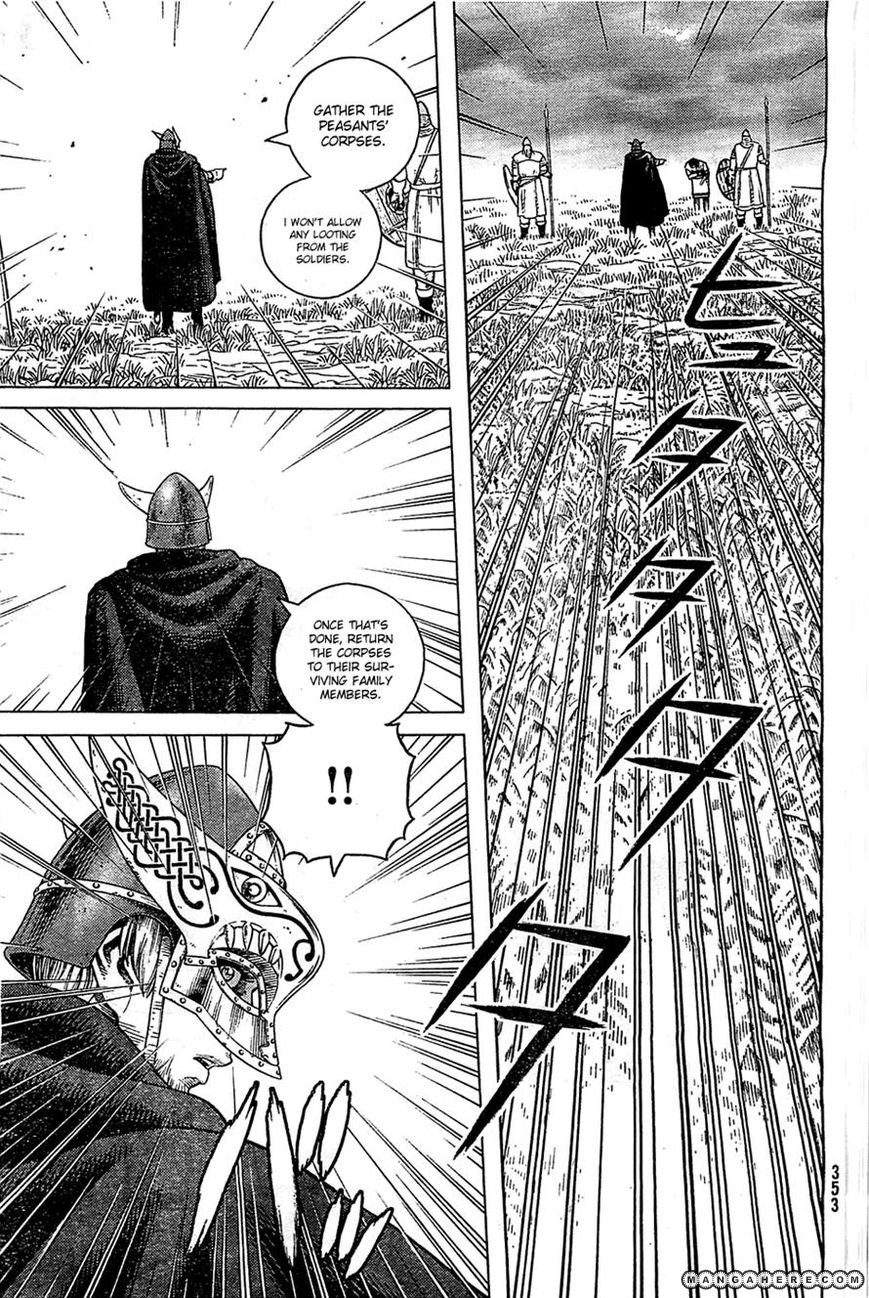 ヒュタタタタ
GATHER THE
PEASANTS'
CORPSES.
I WON'T ALLOW
ANY LOOTING
FROM THE
SOLDIERS.
ONCE THAT'S
DONE, RETURN
THE CORPSES
TO THEIR SUR-
VIVING FAMILY
MEMBERS.
!!
353
MANGAHERE.COM